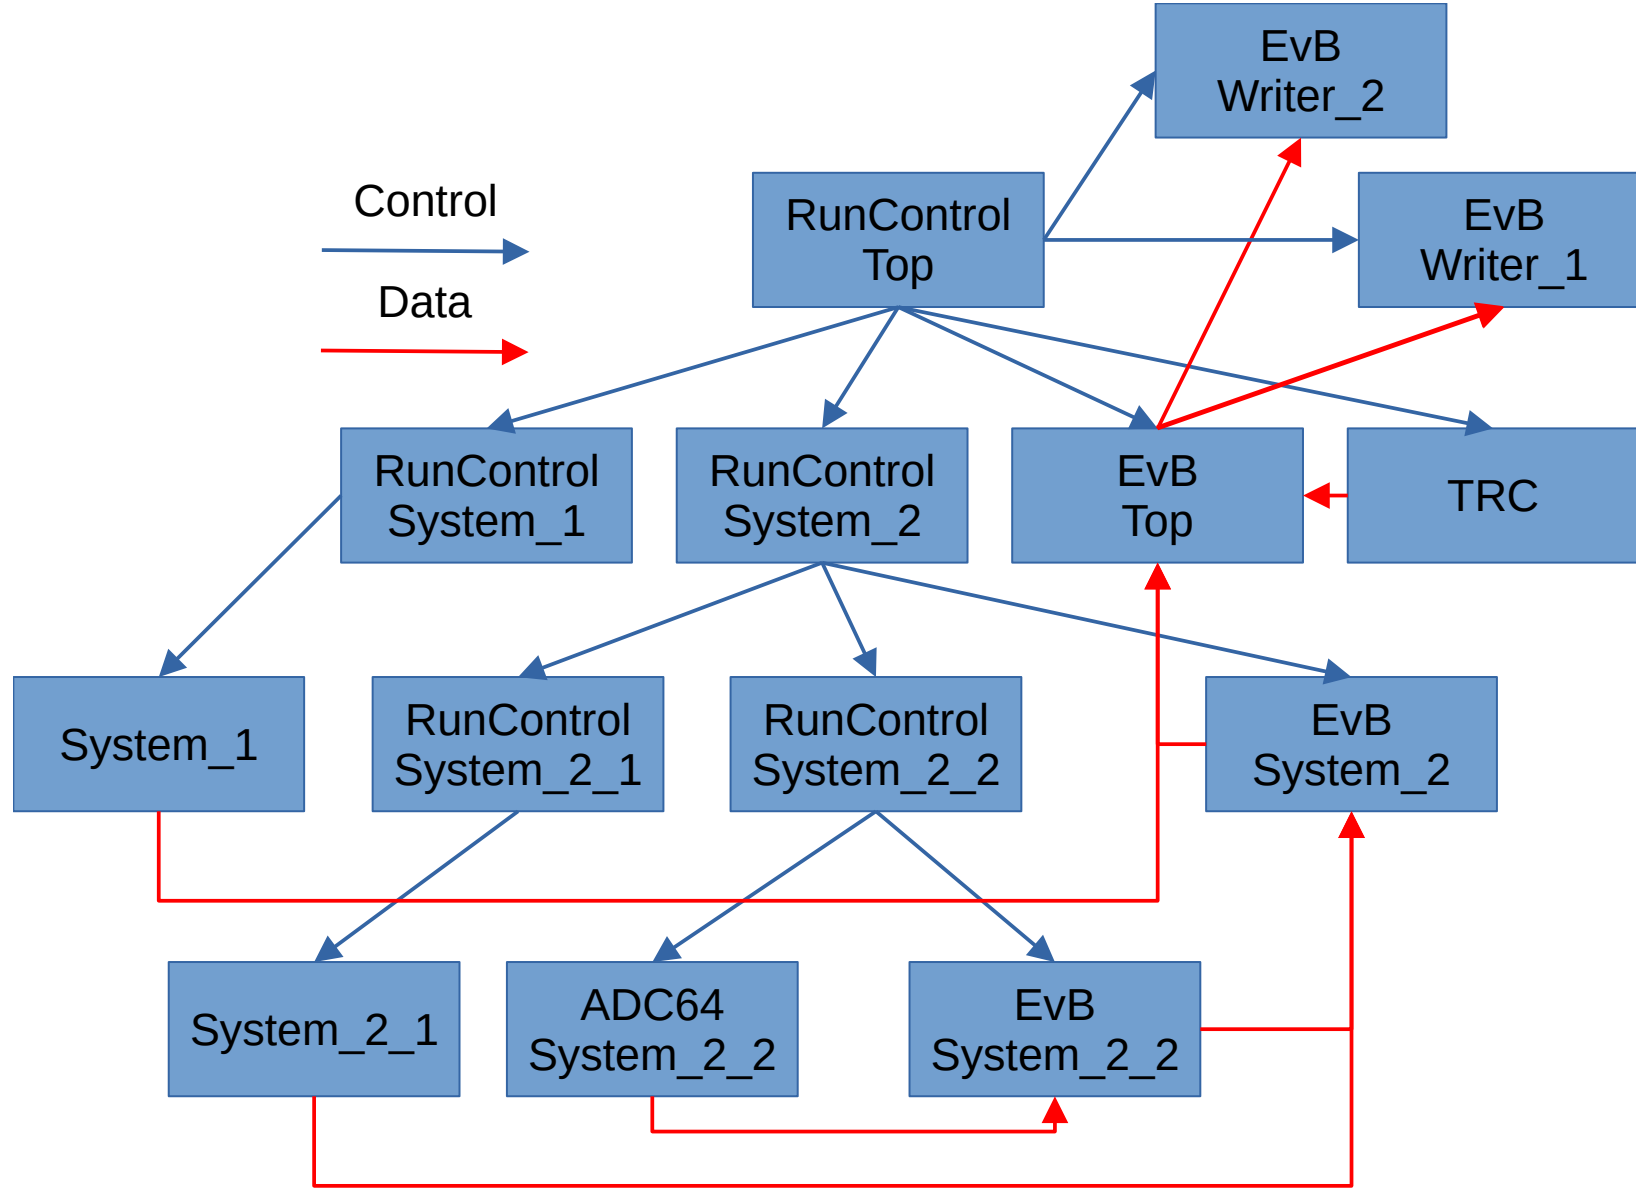 EvB
Writer_2
Control
RunControl
Top
EvB
Writer_1
Data
RunControl
System_1
RunControl
System_2
EvB
Top
TRC
System_1
RunControl
System_2_1
RunControl
System_2_2
EvB
System_2
System_2_1
ADC64
System_2_2
EvB
System_2_2